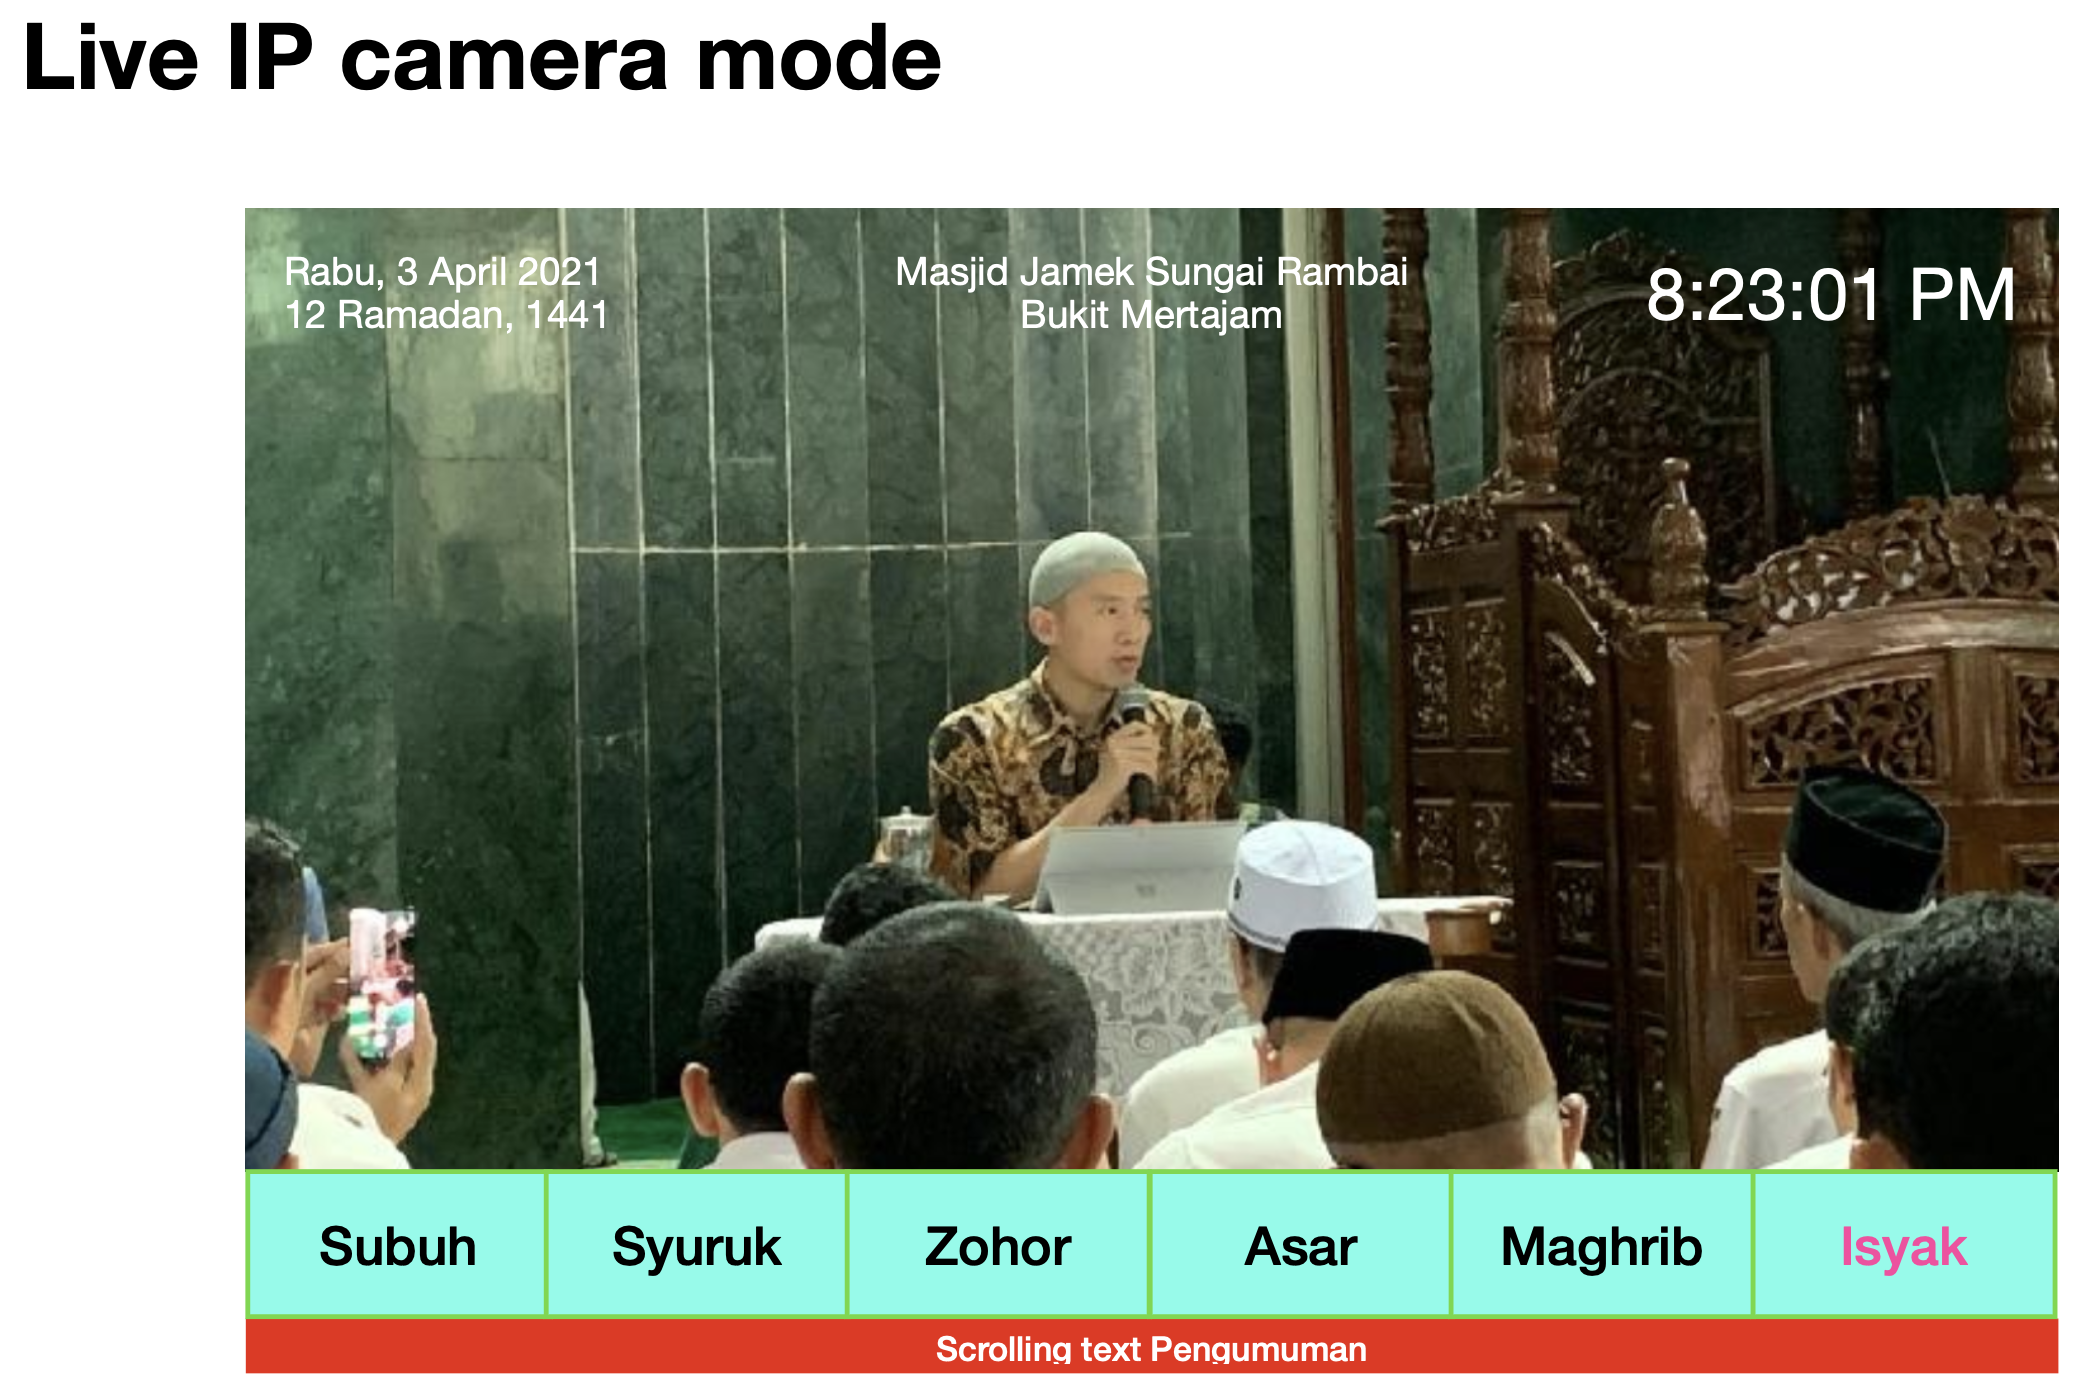 Live IP camera mode
Rabu, 3 April 2021
12 Ramadan, 1441
Masjid Jamek Sungai Rambai
Bukit Mertajam
8:23:01 PM
Subuh
Syuruk
Zohor
Asar
Maghrib
Isyak
Scrolling text Pengumuman